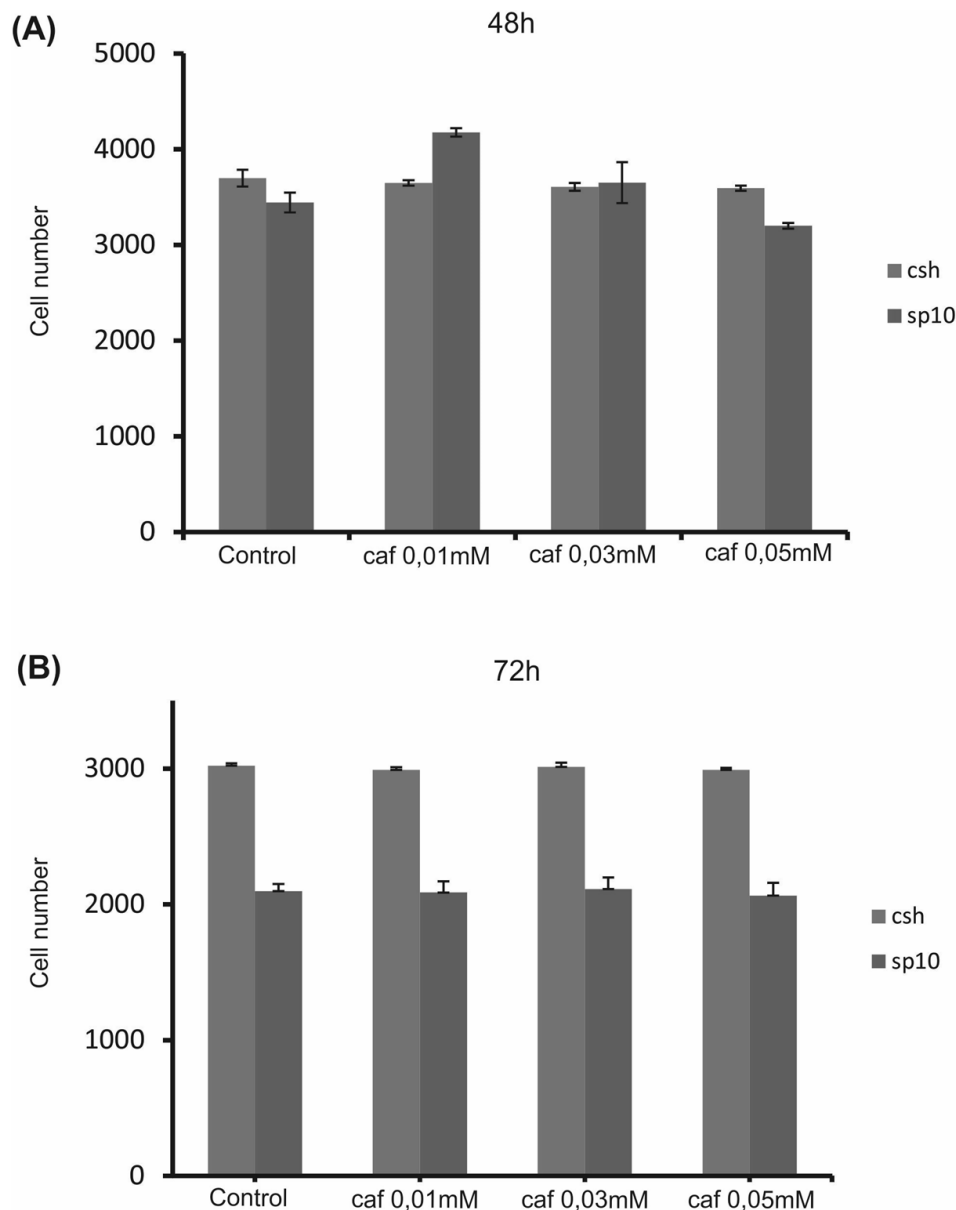 (A)
48h
5000
4000
3000
2000
1000
0
Cell number
Control caf 0,01mM caf 0,03mM caf 0,05mM
csh
sp10
(B)
72h
3000
2000
1000
0
Cell number
Control caf 0,01mM caf 0,03mM caf 0,05mM
csh
sp10